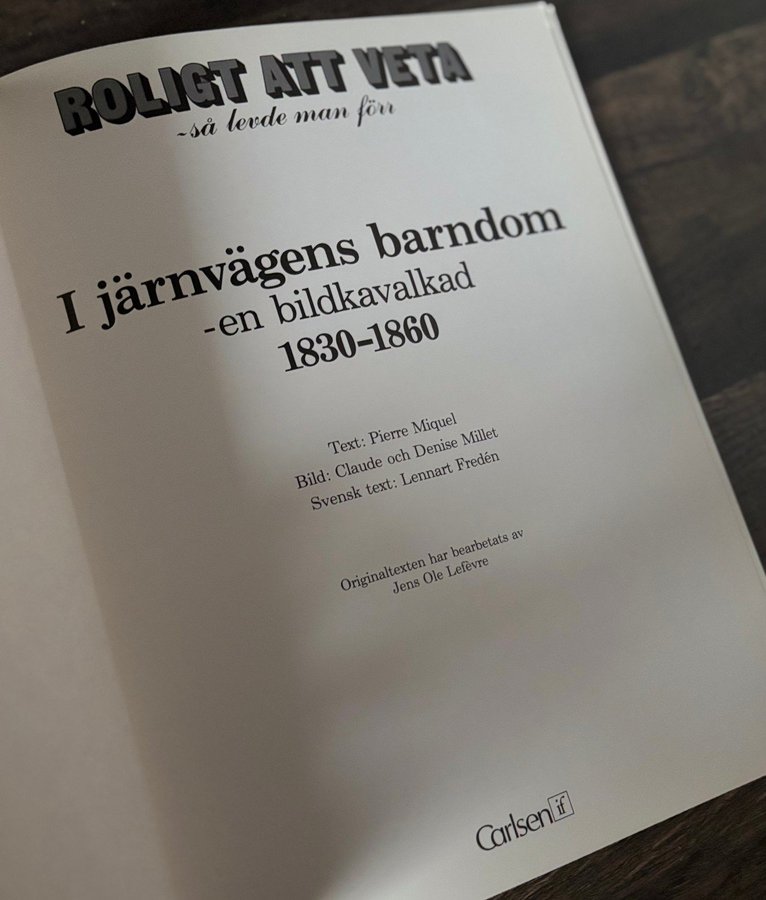 ROLIGT ATT VETA
-så levde man förr
I järnvägens barndom
-en bildkavalkad
1830-1860
Text: Pierre Miquel
Bild: Claude och Denise Millet
Svensk text: Lennart Fredén
Originaltexten har bearbetats av
Jens Ole Lefèvre
Carlsen if